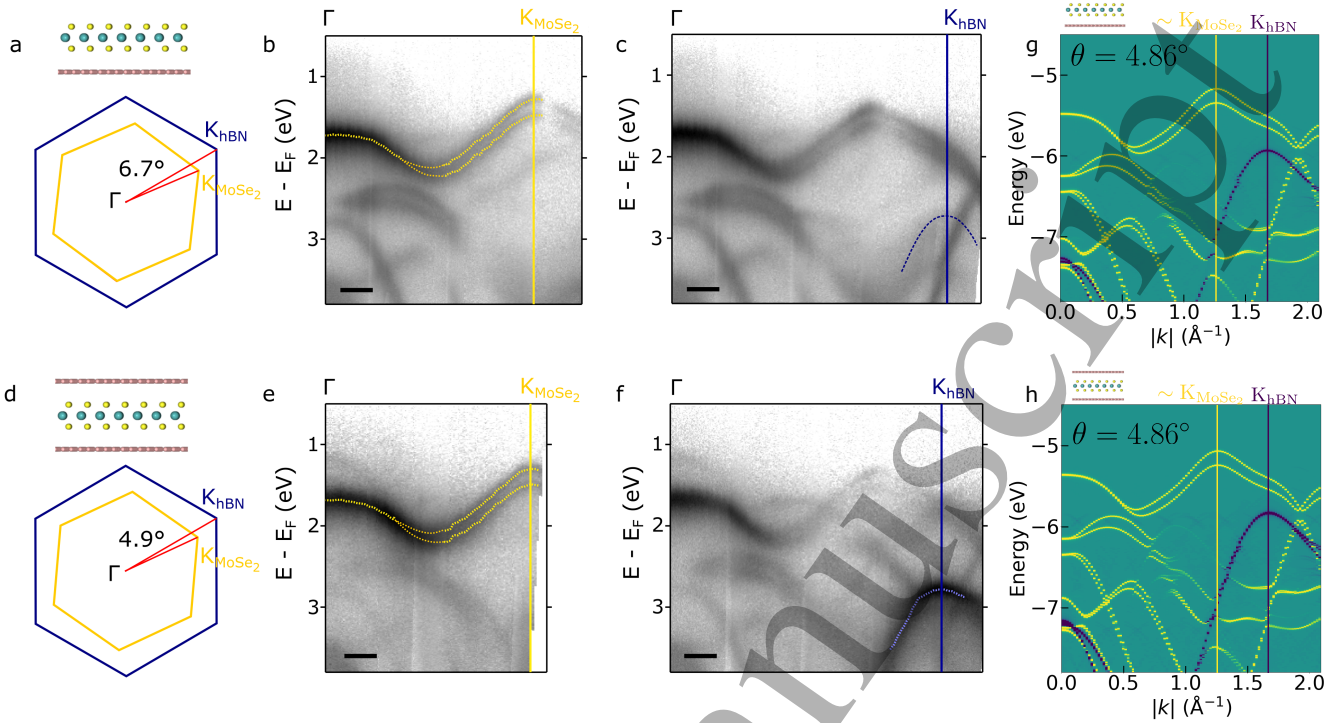 a
K_hBN
6.7°
K_MoSe₂
Γ
b
Γ
K_MoSe₂
E - E_F (eV)
1
2
3
c
Γ
K_hBN
E - E_F (eV)
1
2
3
g
~ K_MoSe₂ K_hBN
θ = 4.86°
Energy (eV)
−5
−6
−7
0.0 0.5 1.0 1.5 2.0
|k| (Å⁻¹)
d
K_hBN
4.9°
K_MoSe₂
Γ
e
Γ
K_MoSe₂
E - E_F (eV)
1
2
3
f
Γ
K_hBN
E - E_F (eV)
1
2
3
h
~ K_MoSe₂ K_hBN
θ = 4.86°
Energy (eV)
−5
−6
−7
0.0 0.5 1.0 1.5 2.0
|k| (Å⁻¹)
nuscript